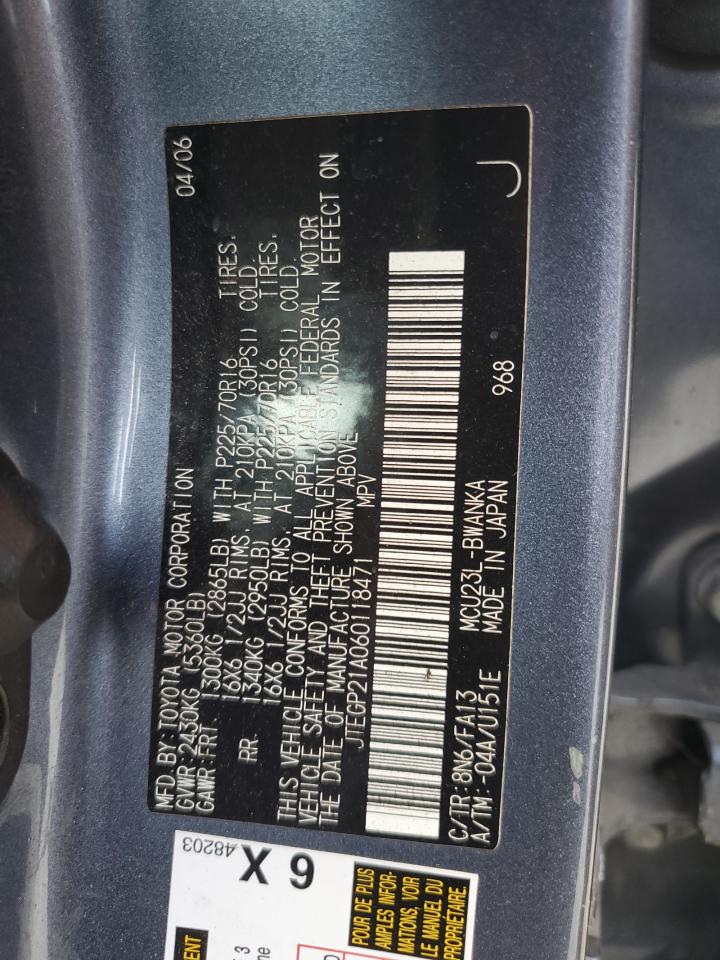 MFD. BY: TOYOTA MOTOR CORPORATION 04/06
GVWR: 2430KG (5360LB)
GAWR: FRT. 1300KG (2865LB) WITH P225/70R16 TIRES.
16X6 1/2JJ RIMS, AT 210KPA (30PSI) COLD.
RR. 1340KG (2950LB) WITH P225/70R16 TIRES.
16X6 1/2JJ RIMS, AT 210KPA (30PSI) COLD.
THIS VEHICLE CONFORMS TO ALL APPLICABLE FEDERAL MOTOR
VEHICLE SAFETY AND THEFT PREVENTION STANDARDS IN EFFECT ON
THE DATE OF MANUFACTURE SHOWN ABOVE.
JTEGP21A060118471 MPV
C/TR: 8N6/FA13 MCU23L-BWANKA 968
A/TM: -04A/U151E MADE IN JAPAN J
48203
6 X
POUR DE PLUS
AMPLES INFOR-
MATIONS, VOIR
LE MANUEL DU
PROPRIÉTAIRE.